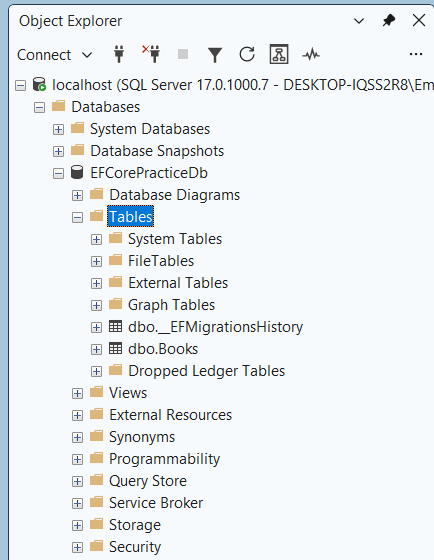 Object Explorer
Connect
localhost (SQL Server 17.0.1000.7 - DESKTOP-IQSS2R8\Em
Databases
System Databases
Database Snapshots
EFCorePracticeDb
Database Diagrams
Tables
System Tables
FileTables
External Tables
Graph Tables
dbo.__EFMigrationsHistory
dbo.Books
Dropped Ledger Tables
Views
External Resources
Synonyms
Programmability
Query Store
Service Broker
Storage
Security